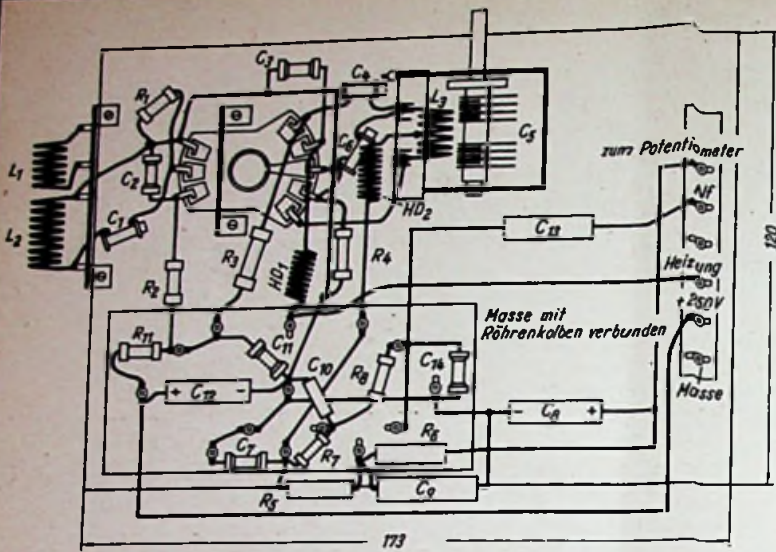 R1
C3
C4
L3
C5
L1
C2
C6
zum Potentiometer
Nf
C1
HD2
C13
L2
R2
R3
HD1
R4
Heizung
+250V
Masse mit
Röhrenkolben verbunden
R11
C11
C10
R8
C14
C12
Masse
− C8 +
+
C7
R7
R6
R5
C9
120
173